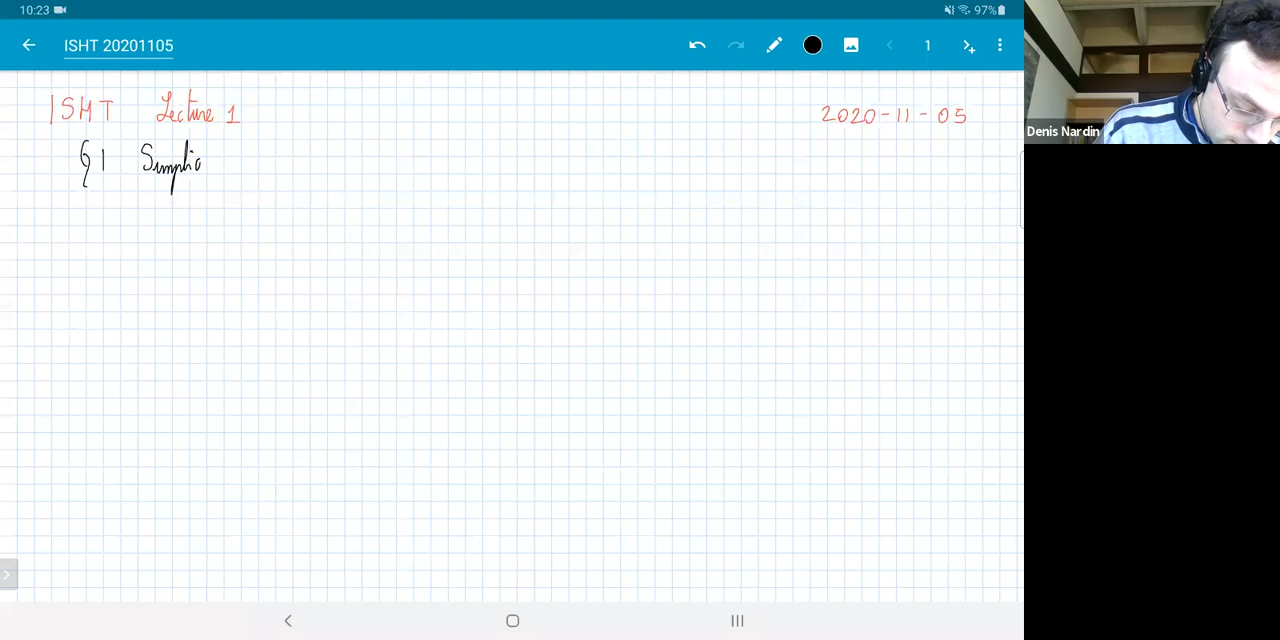 10:23 97%
ISHT 20201105 1
ISHT Lecture 1 2020-11-05
§1 Simplic
Denis Nardin